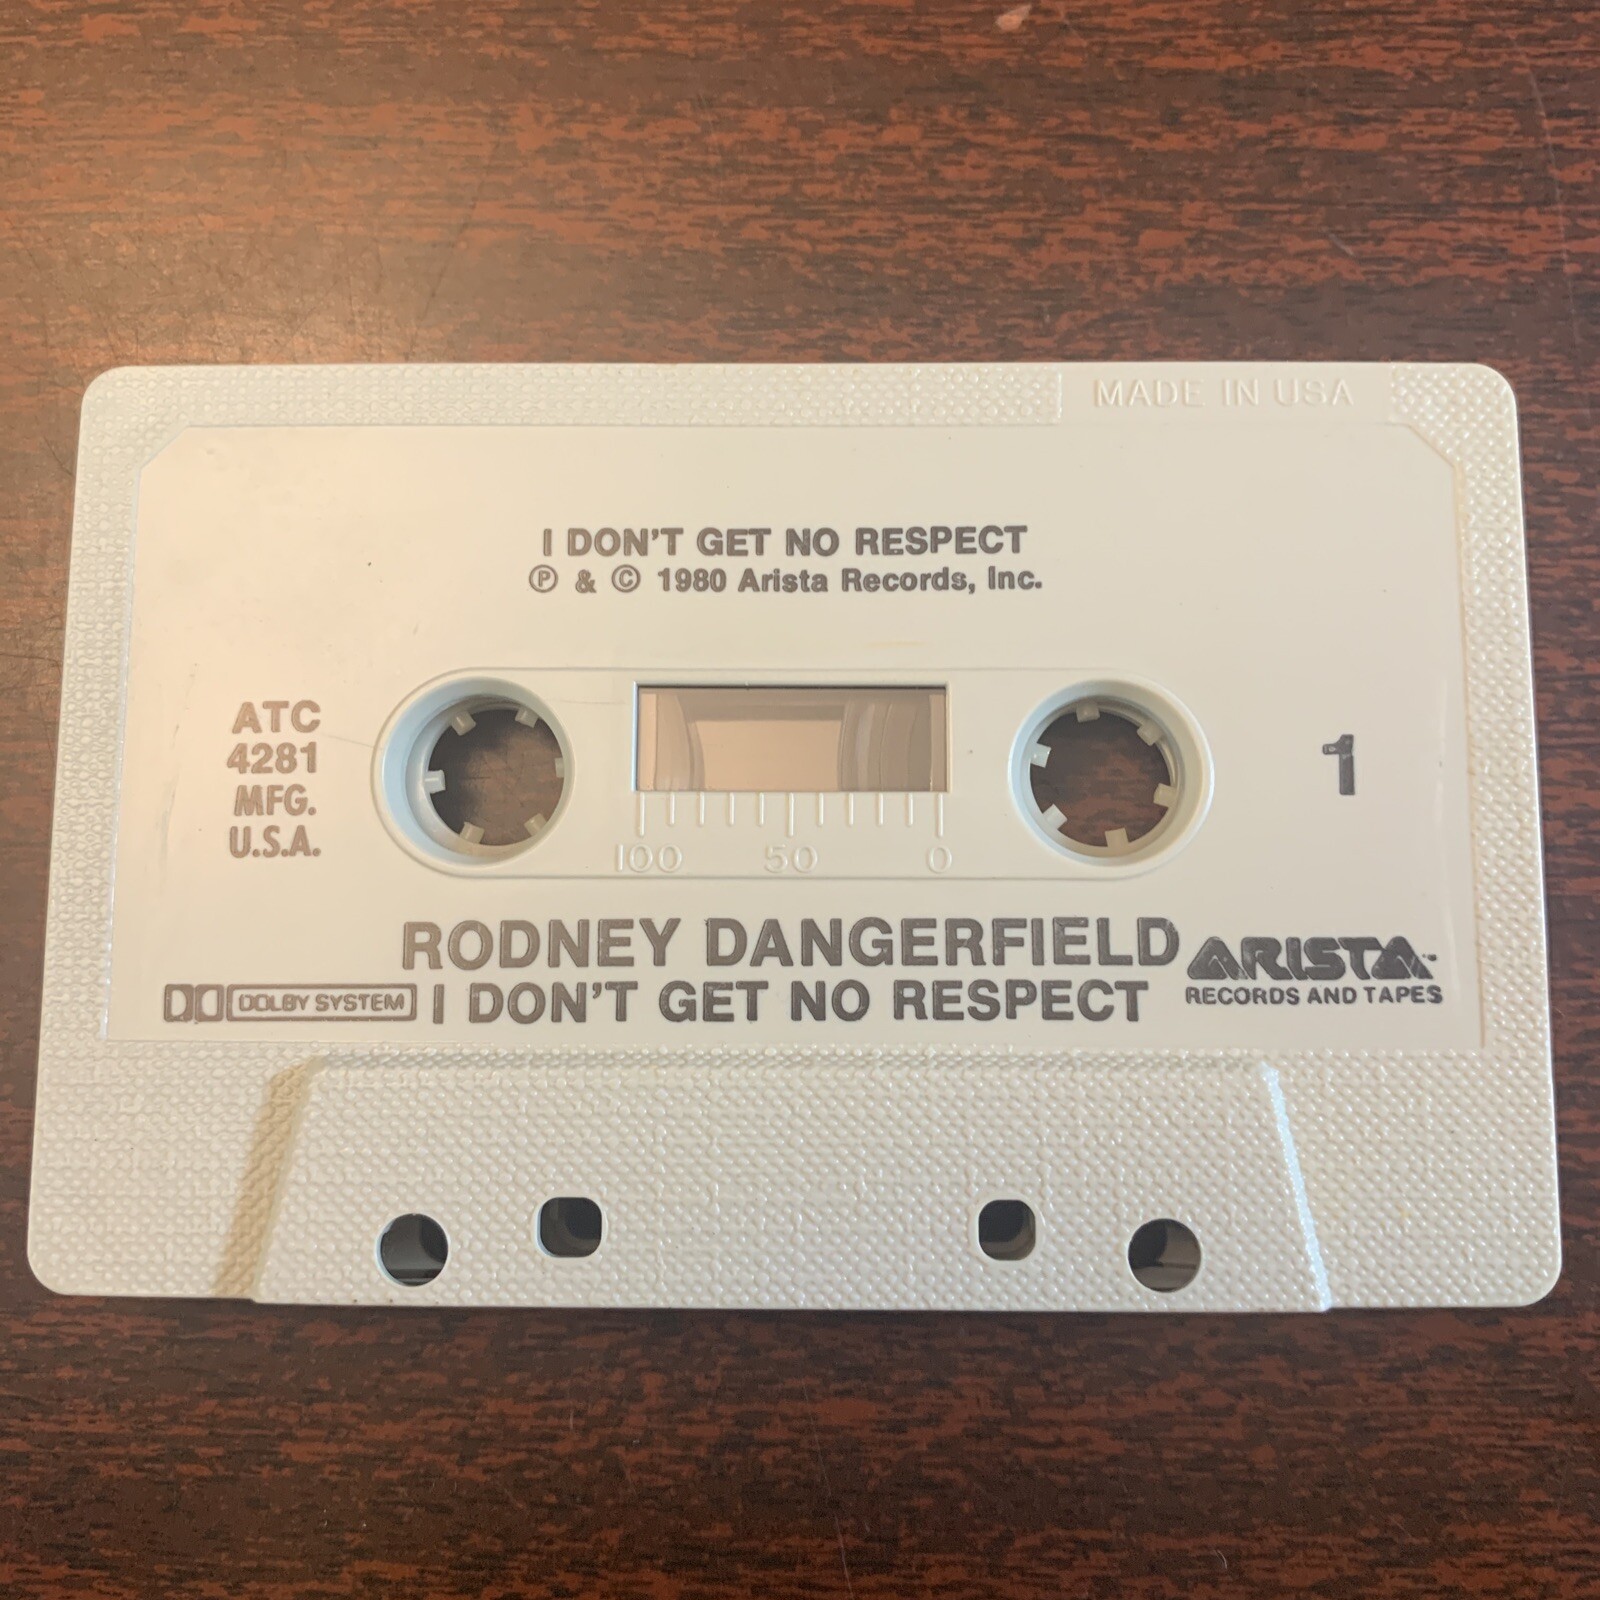 MADE IN USA
I DON'T GET NO RESPECT
Ⓟ & © 1980 Arista Records, Inc.
ATC
4281
MFG.
U.S.A.
1
100 50 0
RODNEY DANGERFIELD
I DON'T GET NO RESPECT
DOLBY SYSTEM
ARISTA™
RECORDS AND TAPES